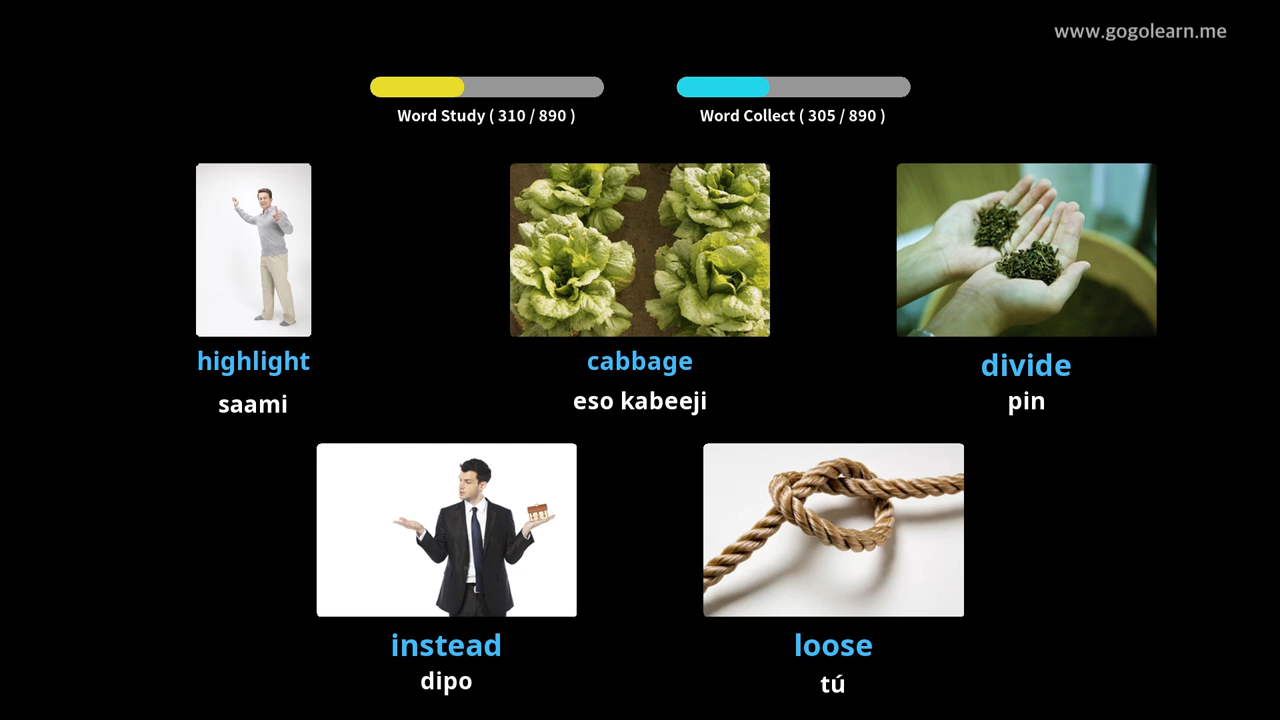 www.gogolearn.me
Word Study ( 310 / 890 )
Word Collect ( 305 / 890 )
highlight
saami
cabbage
eso kabeeji
divide
pin
instead
dipo
loose
tú